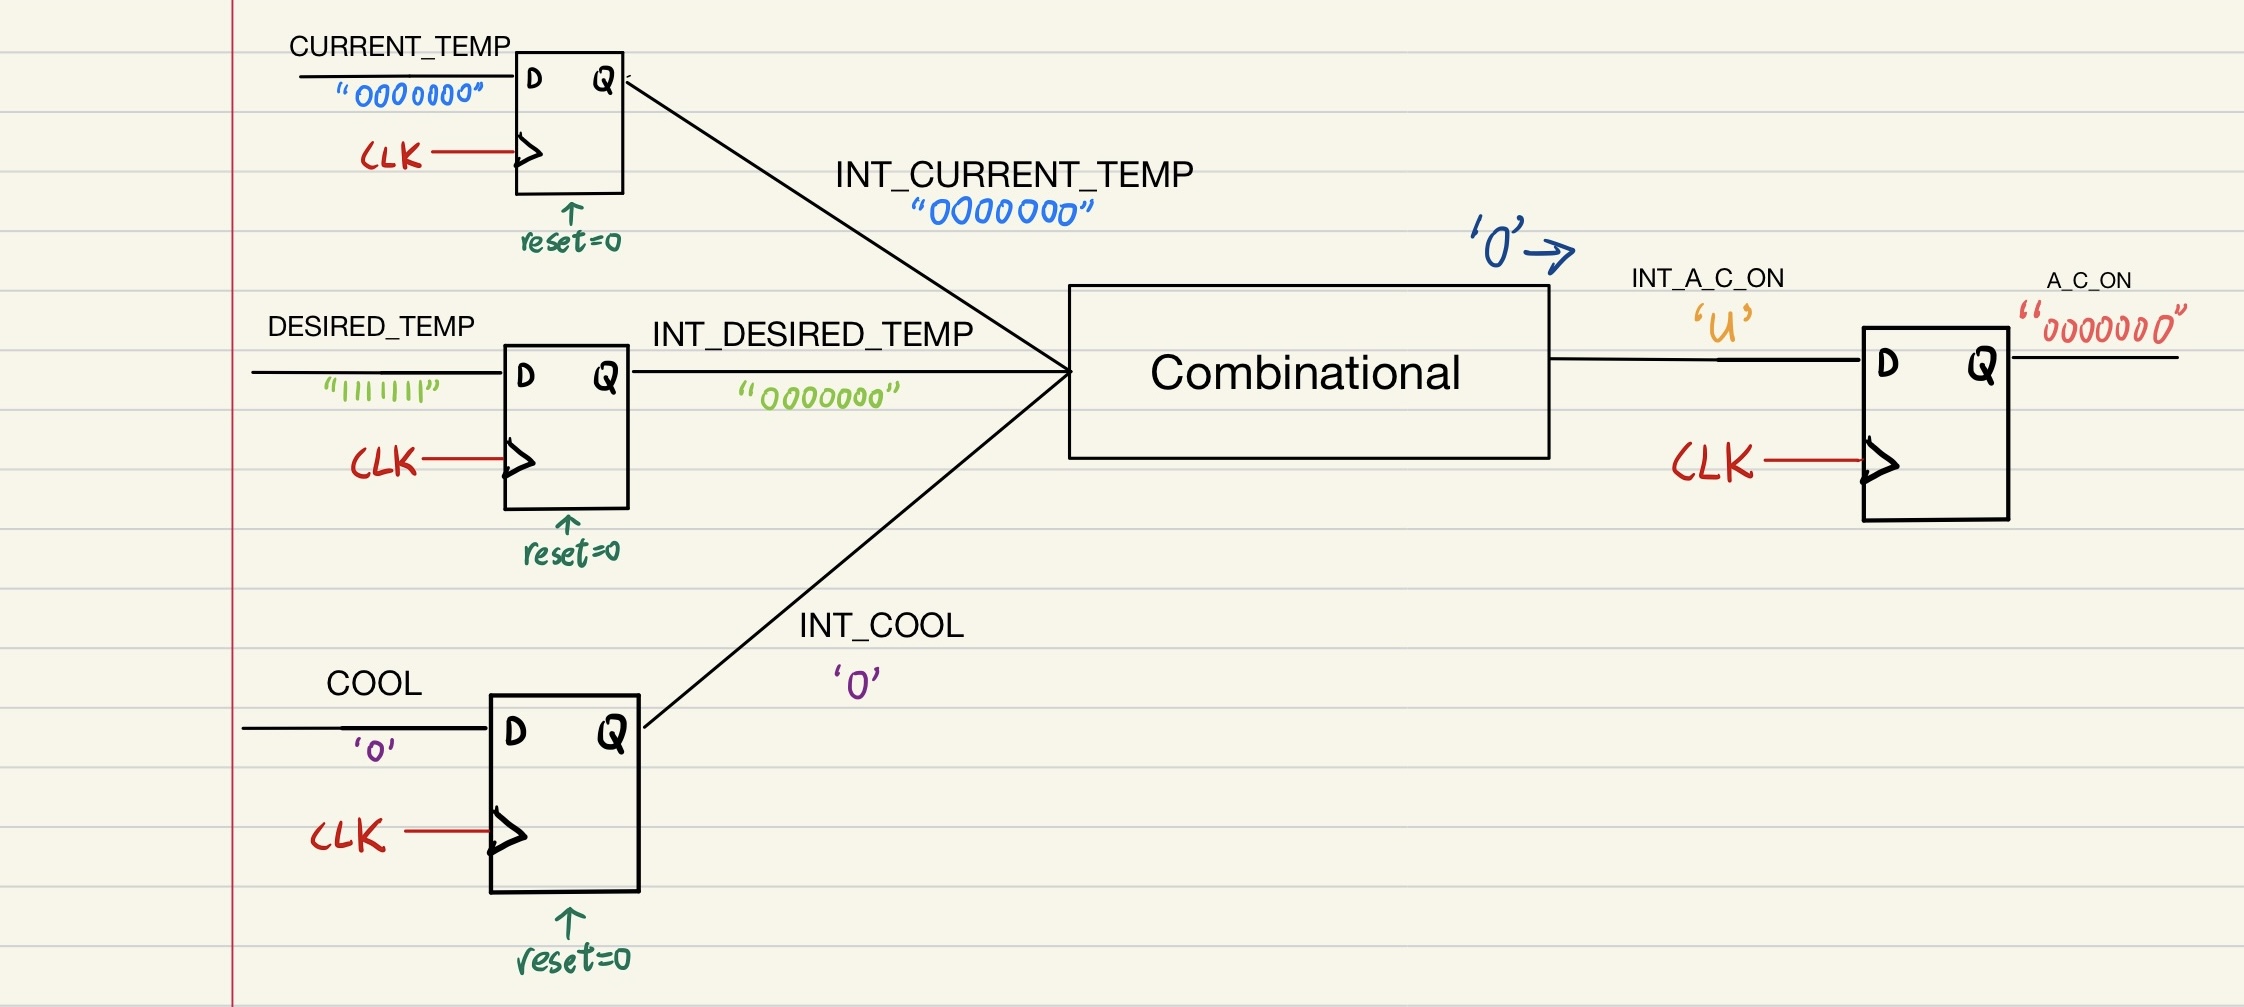 CURRENT_TEMP
D Q
“0000000”
CLK
reset=0
INT_CURRENT_TEMP
“0000000”
DESIRED_TEMP
“1111111”
D Q
CLK
reset=0
INT_DESIRED_TEMP
“0000000”
COOL
‘0’
D Q
CLK
reset=0
INT_COOL
‘0’
Combinational
‘0’→
INT_A_C_ON
‘U’
D Q
CLK
A_C_ON
“0000000”